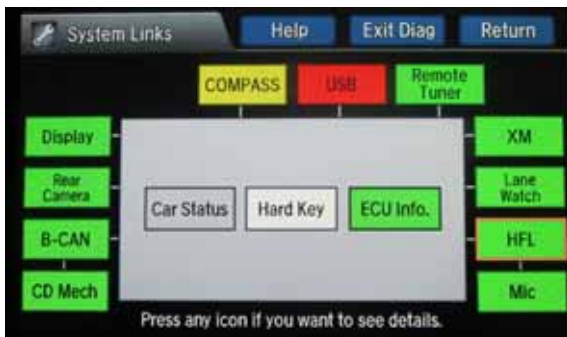 System Links
Help
Exit Diag
Return
COMPASS
USB
Remote
Tuner
Display
XM
Rear
Camera
Lane
Watch
Car Status
Hard Key
ECU Info.
B-CAN
HFL
CD Mech
Mic
Press any icon if you want to see details.